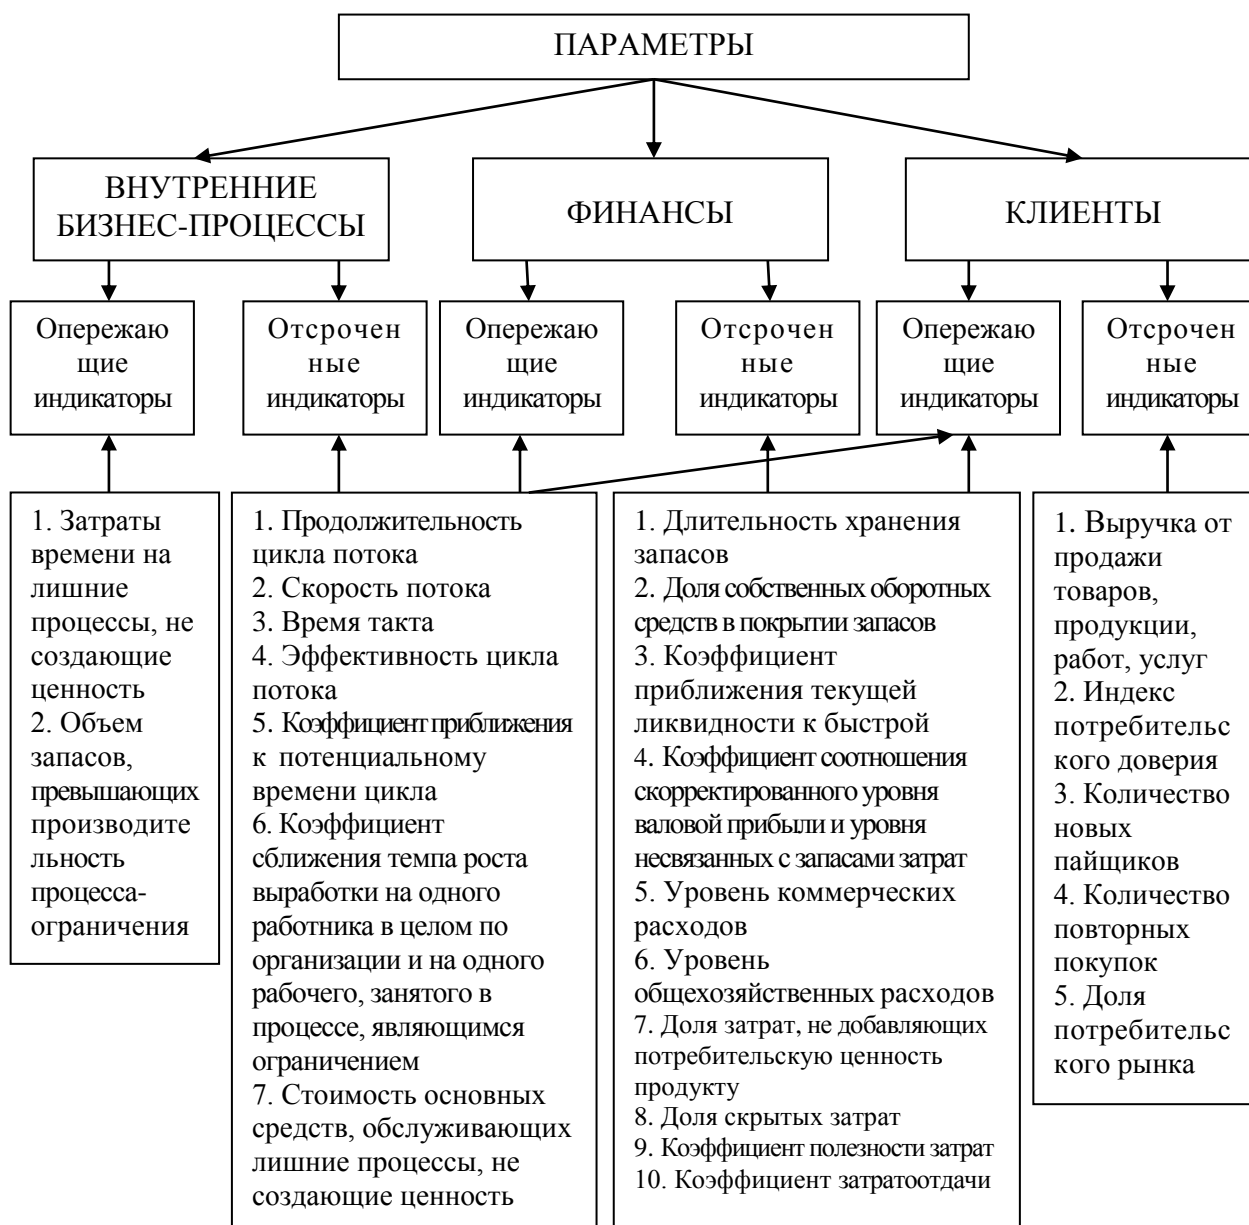 ПАРАМЕТРЫ
ВНУТРЕННИЕ
БИЗНЕС-ПРОЦЕССЫ
ФИНАНСЫ
КЛИЕНТЫ
Опережаю
щие
индикаторы
Отсрочен
ные
индикаторы
Опережаю
щие
индикаторы
Отсрочен
ные
индикаторы
Опережаю
щие
индикаторы
Отсрочен
ные
индикаторы
1. Затраты
времени на
лишние
процессы, не
создающие
ценность
2. Объем
запасов,
превышающих
производите
льность
процесса-
ограничения
1. Продолжительность
цикла потока
2. Скорость потока
3. Время такта
4. Эффективность цикла
потока
5. Коэффициент приближения
к потенциальному
времени цикла
6. Коэффициент
сближения темпа роста
выработки на одного
работника в целом по
организации и на одного
рабочего, занятого в
процессе, являющимся
ограничением
7. Стоимость основных
средств, обслуживающих
лишние процессы, не
создающие ценность
1. Длительность хранения
запасов
2. Доля собственных оборотных
средств в покрытии запасов
3. Коэффициент
приближения текущей
ликвидности к быстрой
4. Коэффициент соотношения
скорректированного уровня
валовой прибыли и уровня
несвязанных с запасами затрат
5. Уровень коммерческих
расходов
6. Уровень
общехозяйственных расходов
7. Доля затрат, не добавляющих
потребительскую ценность
продукту
8. Доля скрытых затрат
9. Коэффициент полезности затрат
10. Коэффициент затратоотдачи
1. Выручка от
продажи
товаров,
продукции,
работ, услуг
2. Индекс
потребительс
кого доверия
3. Количество
новых
пайщиков
4. Количество
повторных
покупок
5. Доля
потребительс
кого рынка